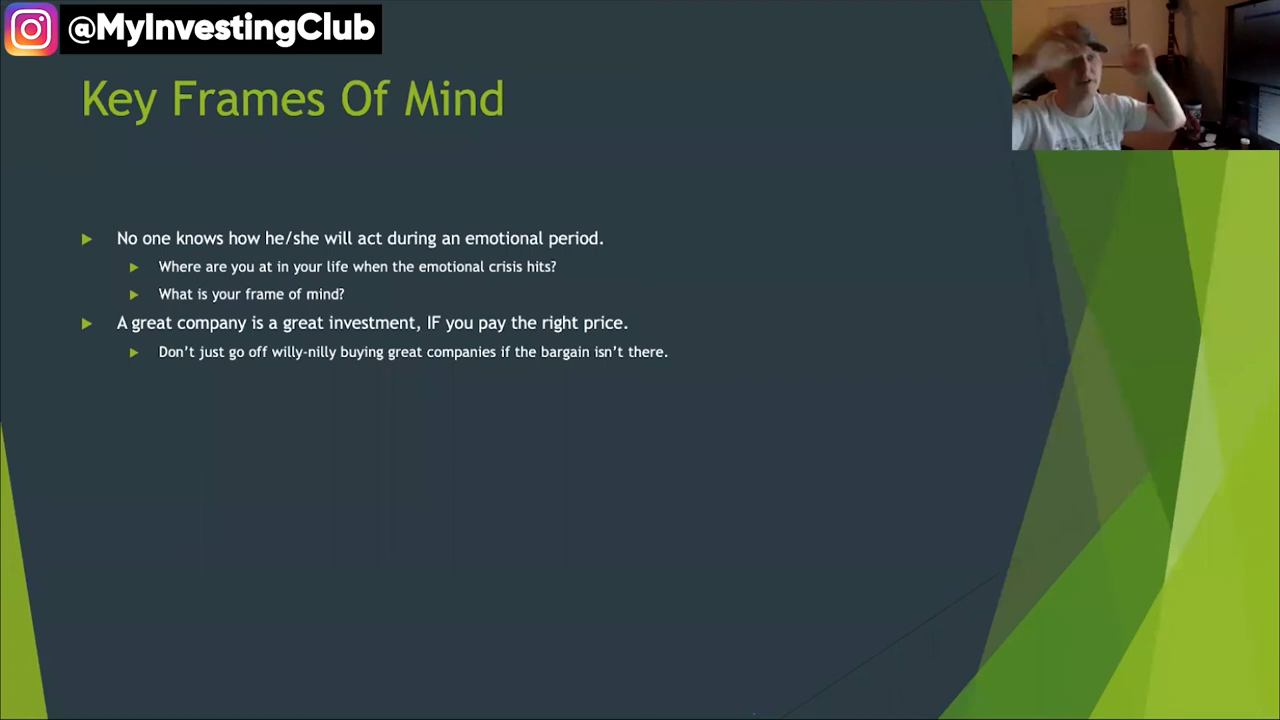 @MyInvestingClub
Key Frames Of Mind
No one knows how he/she will act during an emotional period.
Where are you at in your life when the emotional crisis hits?
What is your frame of mind?
A great company is a great investment, IF you pay the right price.
Don't just go off willy-nilly buying great companies if the bargain isn't there.